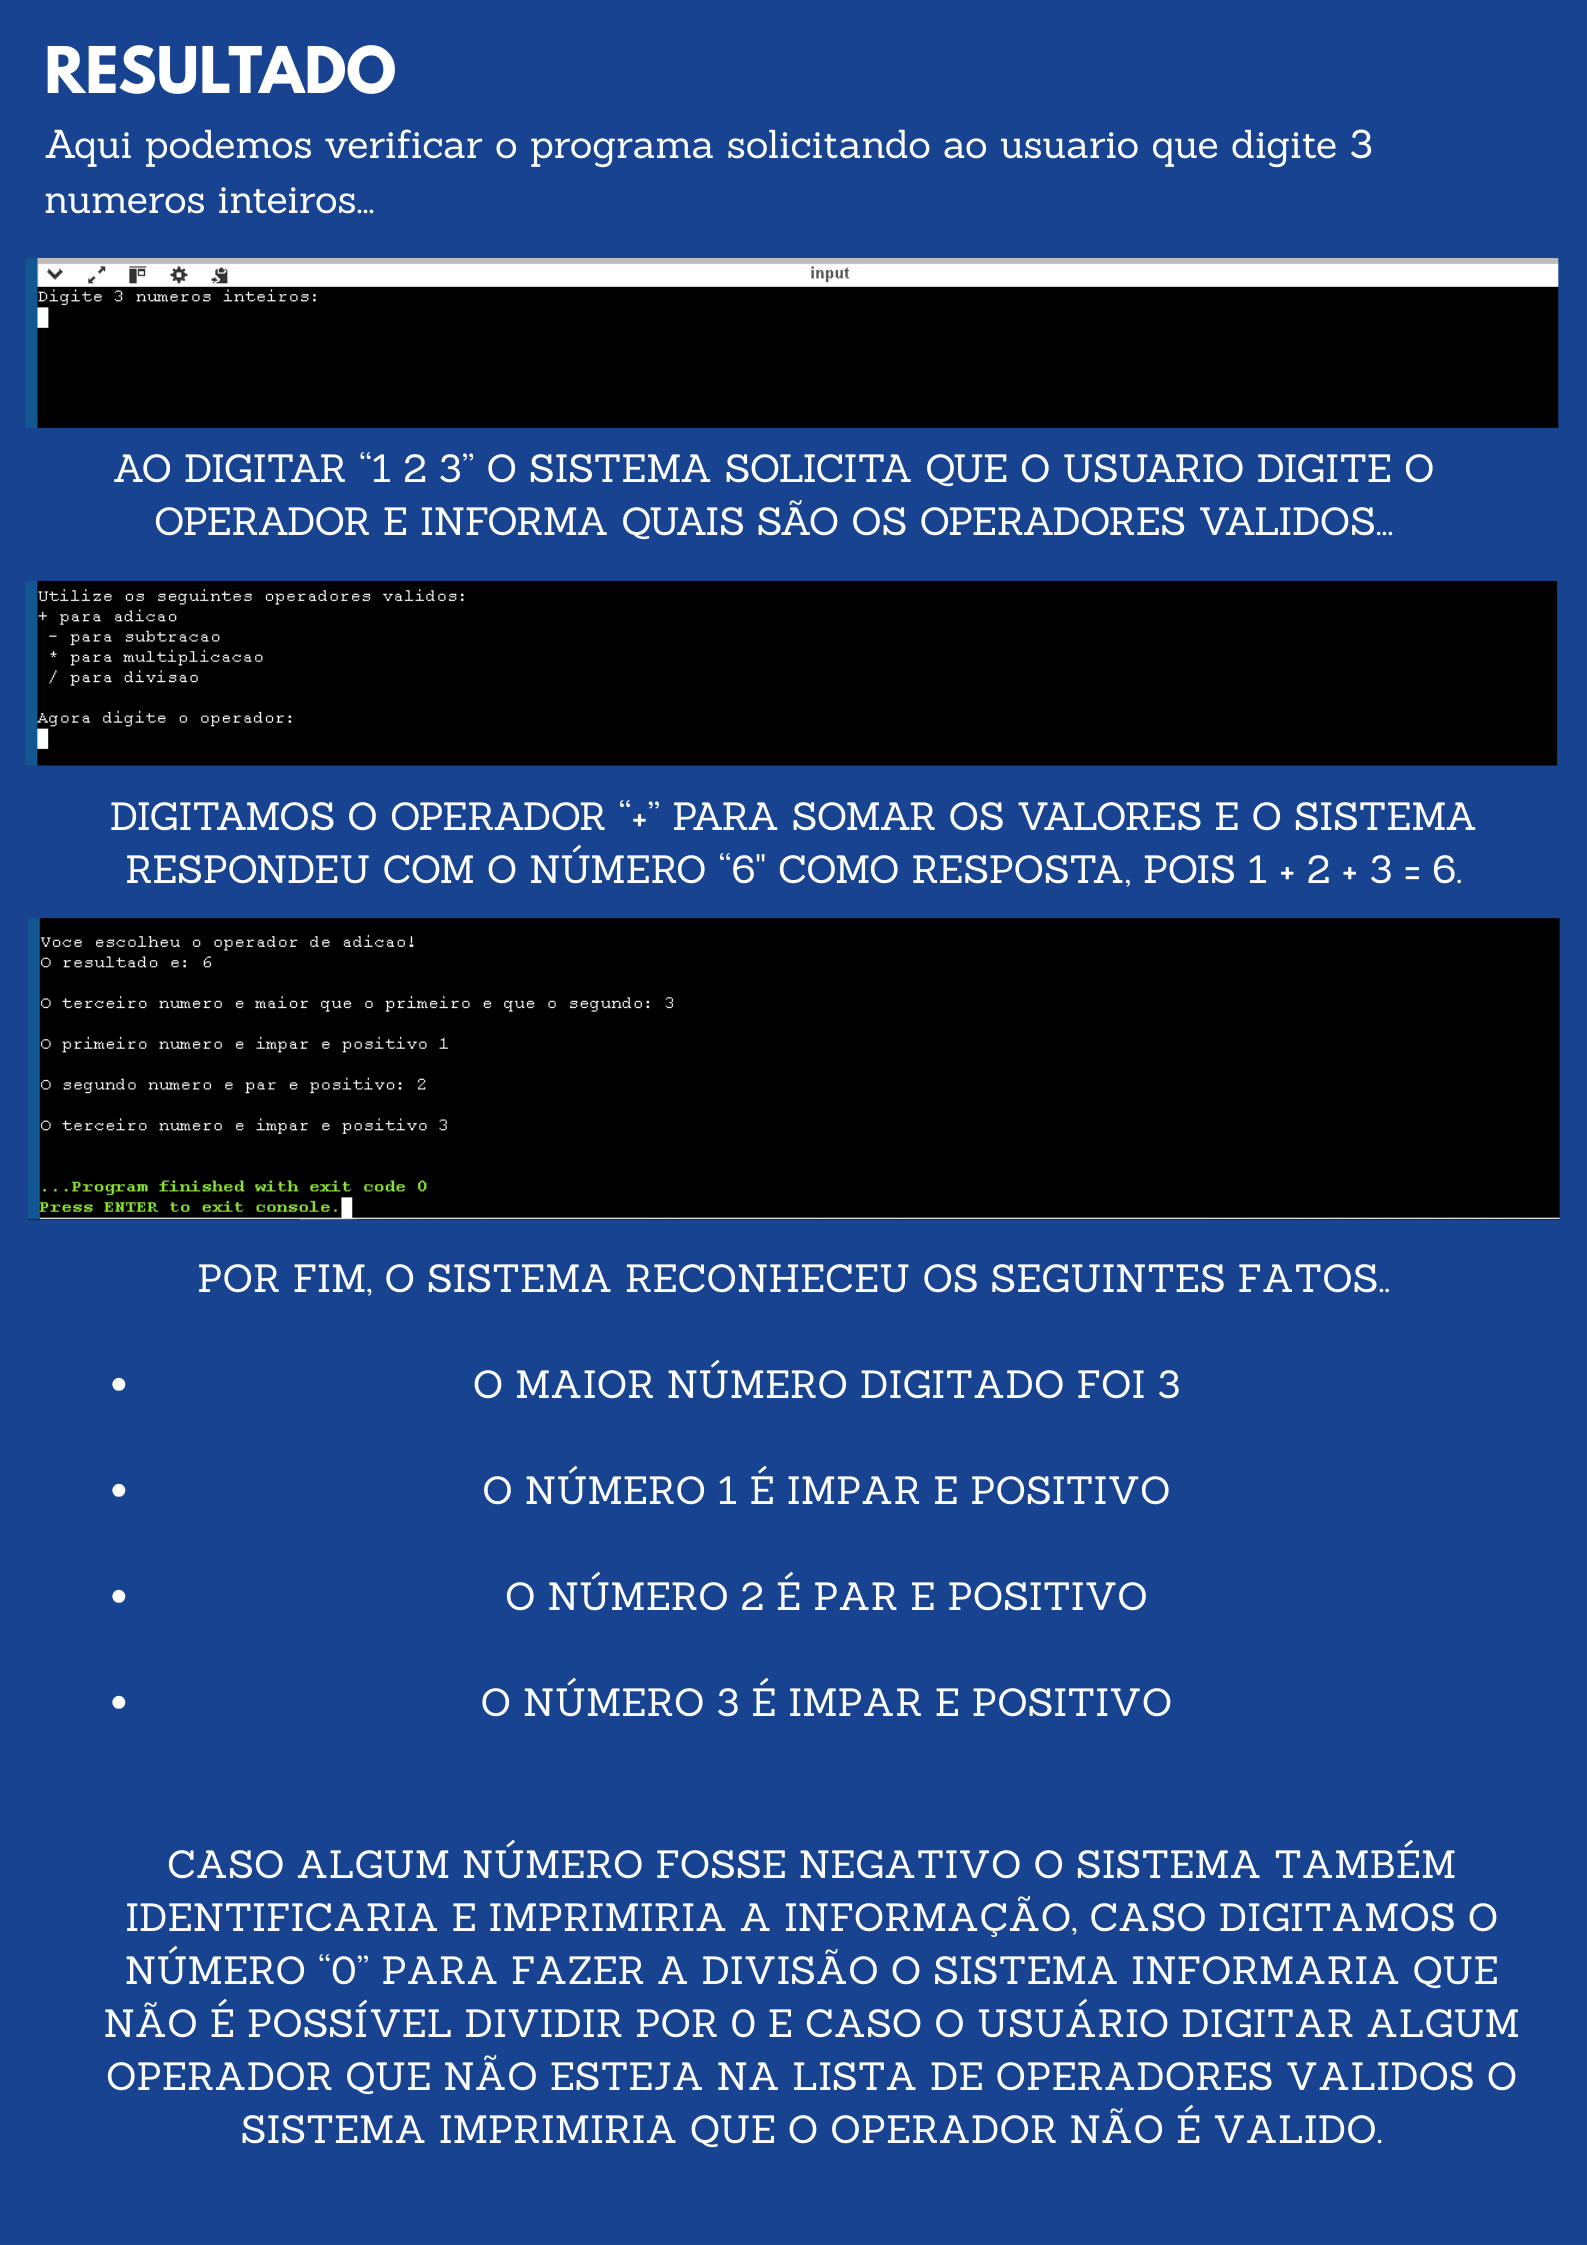 RESULTADO
Aqui podemos verificar o programa solicitando ao usuario que digite 3
numeros inteiros...
input
Digite 3 numeros inteiros:
AO DIGITAR “1 2 3” O SISTEMA SOLICITA QUE O USUARIO DIGITE O
OPERADOR E INFORMA QUAIS SÃO OS OPERADORES VALIDOS...
Utilize os seguintes operadores validos:
+ para adicao
- para subtracao
* para multiplicacao
/ para divisao
Agora digite o operador:
DIGITAMOS O OPERADOR “+” PARA SOMAR OS VALORES E O SISTEMA
RESPONDEU COM O NÚMERO “6" COMO RESPOSTA, POIS 1 + 2 + 3 = 6.
Voce escolheu o operador de adicao!
O resultado e: 6
O terceiro numero e maior que o primeiro e que o segundo: 3
O primeiro numero e impar e positivo 1
O segundo numero e par e positivo: 2
O terceiro numero e impar e positivo 3
...Program finished with exit code 0
Press ENTER to exit console.
POR FIM, O SISTEMA RECONHECEU OS SEGUINTES FATOS..
• O MAIOR NÚMERO DIGITADO FOI 3
• O NÚMERO 1 É IMPAR E POSITIVO
• O NÚMERO 2 É PAR E POSITIVO
• O NÚMERO 3 É IMPAR E POSITIVO
CASO ALGUM NÚMERO FOSSE NEGATIVO O SISTEMA TAMBÉM
IDENTIFICARIA E IMPRIMIRIA A INFORMAÇÃO, CASO DIGITAMOS O
NÚMERO “0” PARA FAZER A DIVISÃO O SISTEMA INFORMARIA QUE
NÃO É POSSÍVEL DIVIDIR POR 0 E CASO O USUÁRIO DIGITAR ALGUM
OPERADOR QUE NÃO ESTEJA NA LISTA DE OPERADORES VALIDOS O
SISTEMA IMPRIMIRIA QUE O OPERADOR NÃO É VALIDO.